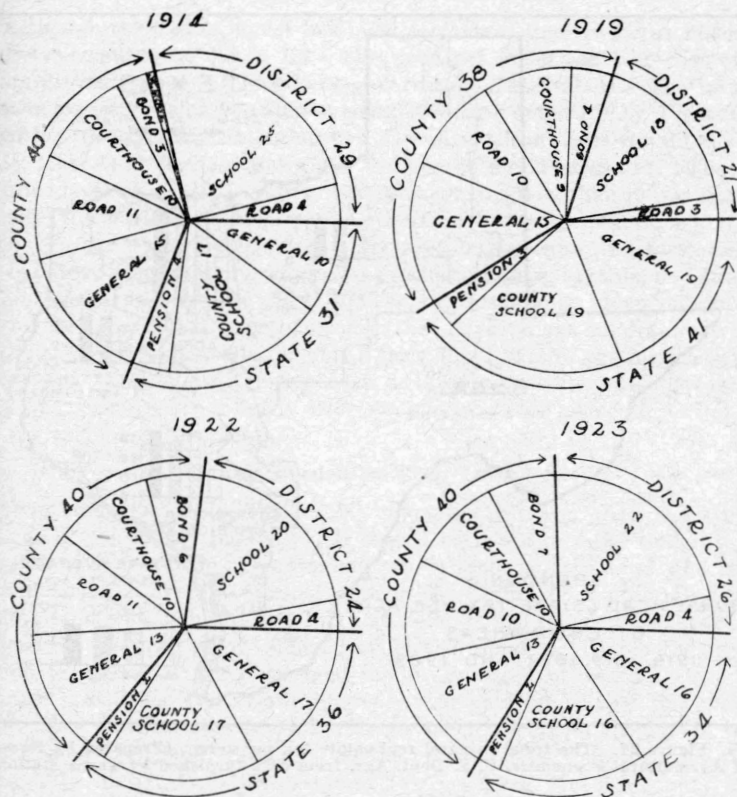 1914
DISTRICT 29
SCHOOL 25
ROAD 4
STATE 31
GENERAL 10
COUNTY
SCHOOL 17
PENSION 4
COUNTY 40
GENERAL 15
ROAD 11
COURTHOUSE 10
BOND 3
1919
DISTRICT 21
SCHOOL 18
ROAD 3
STATE 41
GENERAL 19
COUNTY
SCHOOL 19
PENSION 3
COUNTY 38
GENERAL 15
ROAD 10
COURTHOUSE 9
BOND 4
1922
DISTRICT 24
SCHOOL 20
ROAD 4
STATE 36
GENERAL 17
COUNTY
SCHOOL 17
PENSION 2
COUNTY 40
GENERAL 13
ROAD 11
COURTHOUSE 10
BOND 6
1923
DISTRICT 26
SCHOOL 22
ROAD 4
STATE 34
GENERAL 16
COUNTY
SCHOOL 16
PENSION 2
COUNTY 40
GENERAL 13
ROAD 10
COURTHOUSE 10
BOND 7